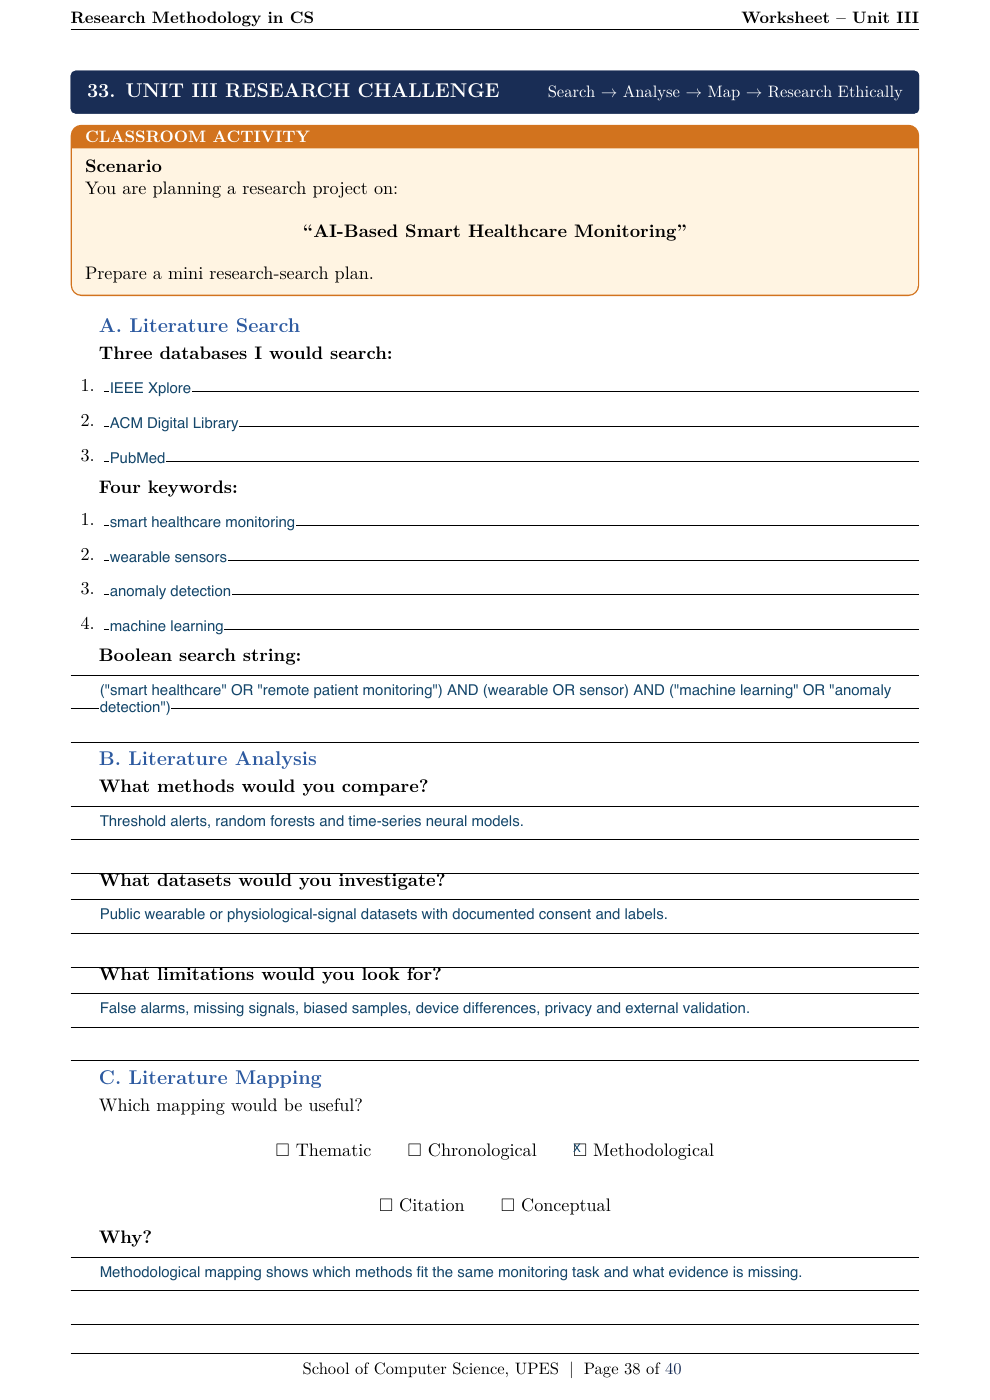 Research Methodology in CS
Worksheet – Unit III
33. UNIT III RESEARCH CHALLENGE
Search → Analyse → Map → Research Ethically
CLASSROOM ACTIVITY
Scenario
You are planning a research project on:
“AI-Based Smart Healthcare Monitoring”
Prepare a mini research-search plan.
A. Literature Search
Three databases I would search:
1. IEEE Xplore
2. ACM Digital Library
3. PubMed
Four keywords:
1. smart healthcare monitoring
2. wearable sensors
3. anomaly detection
4. machine learning
Boolean search string:
("smart healthcare" OR "remote patient monitoring") AND (wearable OR sensor) AND ("machine learning" OR "anomaly
detection")
B. Literature Analysis
What methods would you compare?
Threshold alerts, random forests and time-series neural models.
What datasets would you investigate?
Public wearable or physiological-signal datasets with documented consent and labels.
What limitations would you look for?
False alarms, missing signals, biased samples, device differences, privacy and external validation.
C. Literature Mapping
Which mapping would be useful?
☐ Thematic ☐ Chronological ☒ Methodological
☐ Citation ☐ Conceptual
Why?
Methodological mapping shows which methods fit the same monitoring task and what evidence is missing.
School of Computer Science, UPES | Page 38 of 40